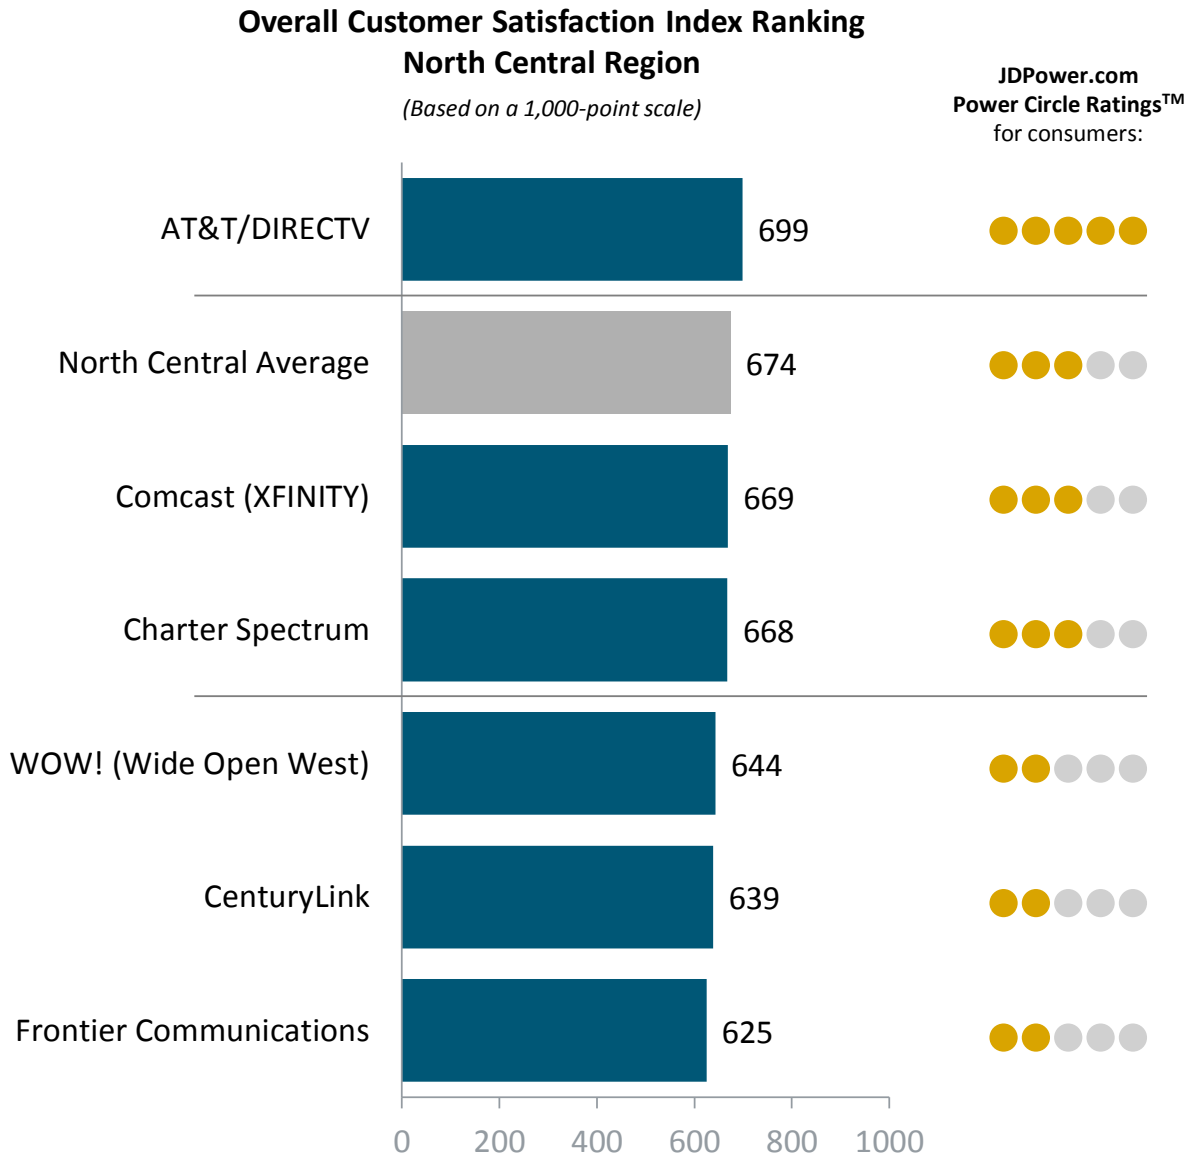 Overall Customer Satisfaction Index Ranking
North Central Region
(Based on a 1,000-point scale)
JDPower.com
Power Circle Ratings™
for consumers:
AT&T/DIRECTV 699
North Central Average 674
Comcast (XFINITY) 669
Charter Spectrum 668
WOW! (Wide Open West) 644
CenturyLink 639
Frontier Communications 625
0 200 400 600 800 1000